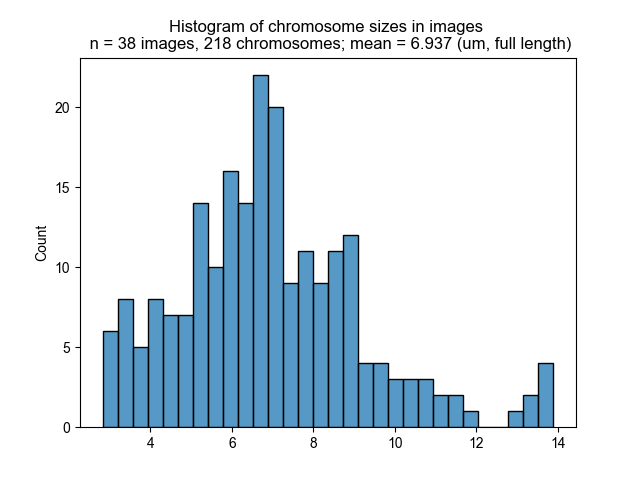 Histogram of chromosome sizes in images
n = 38 images, 218 chromosomes; mean = 6.937 (um, full length)
20
15
Count
10
5
0
4 6 8 10 12 14